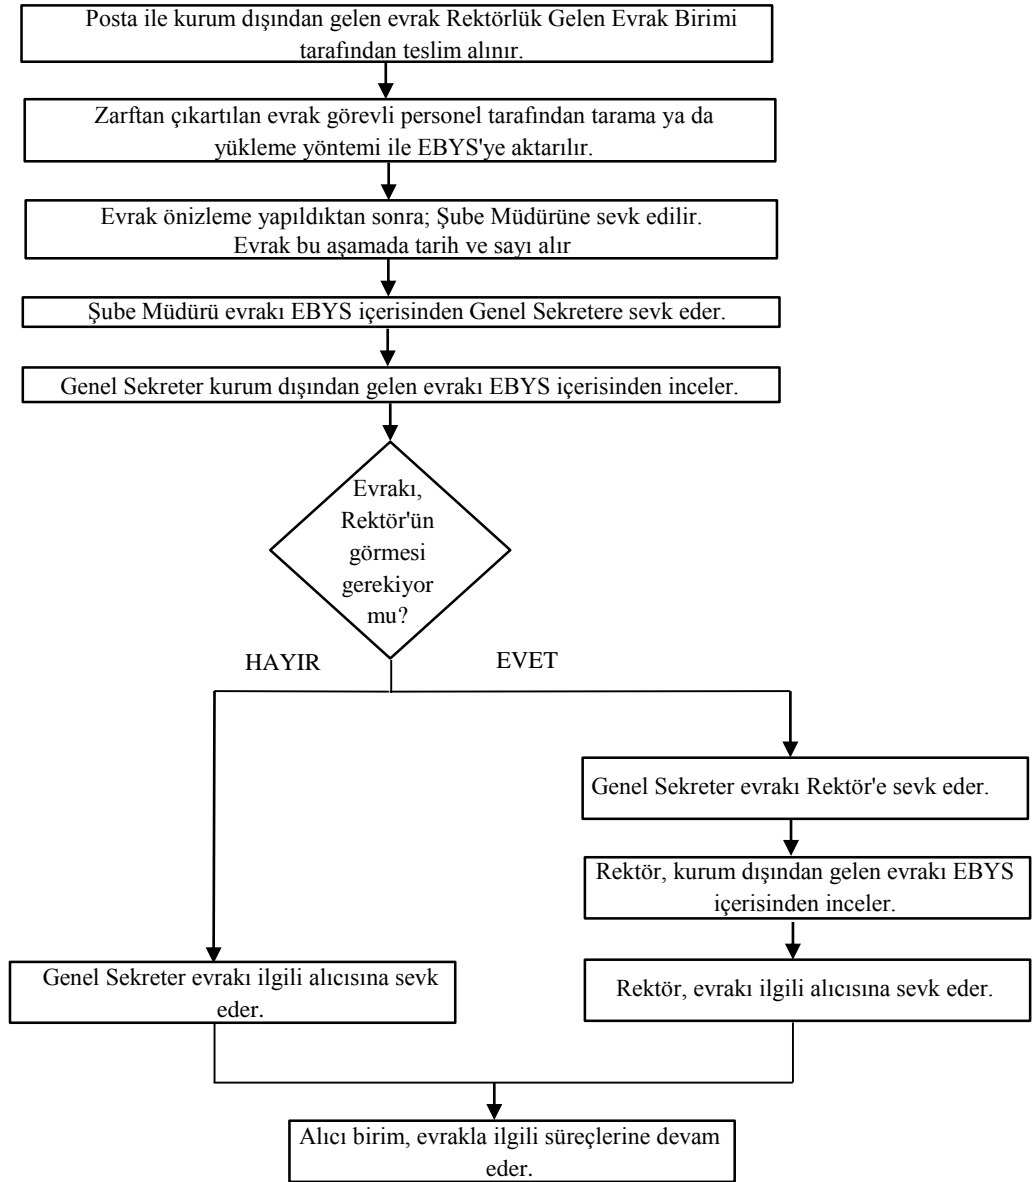 Posta ile kurum dışından gelen evrak Rektörlük Gelen Evrak Birimi
tarafından teslim alınır.
Zarftan çıkartılan evrak görevli personel tarafından tarama ya da
yükleme yöntemi ile EBYS'ye aktarılır.
Evrak önizleme yapıldıktan sonra; Şube Müdürüne sevk edilir.
Evrak bu aşamada tarih ve sayı alır
Şube Müdürü evrakı EBYS içerisinden Genel Sekretere sevk eder.
Genel Sekreter kurum dışından gelen evrakı EBYS içerisinden inceler.
Evrakı,
Rektör'ün
görmesi
gerekiyor
mu?
HAYIR
EVET
Genel Sekreter evrakı Rektör'e sevk eder.
Rektör, kurum dışından gelen evrakı EBYS
içerisinden inceler.
Genel Sekreter evrakı ilgili alıcısına sevk
eder.
Rektör, evrakı ilgili alıcısına sevk eder.
Alıcı birim, evrakla ilgili süreçlerine devam
eder.